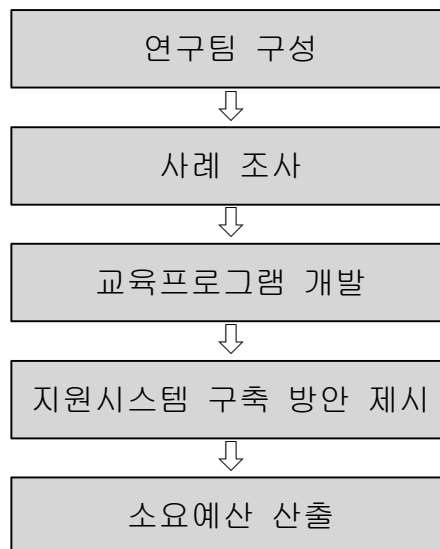 연구팀 구성
사례 조사
교육프로그램 개발
지원시스템 구축 방안 제시
소요예산 산출